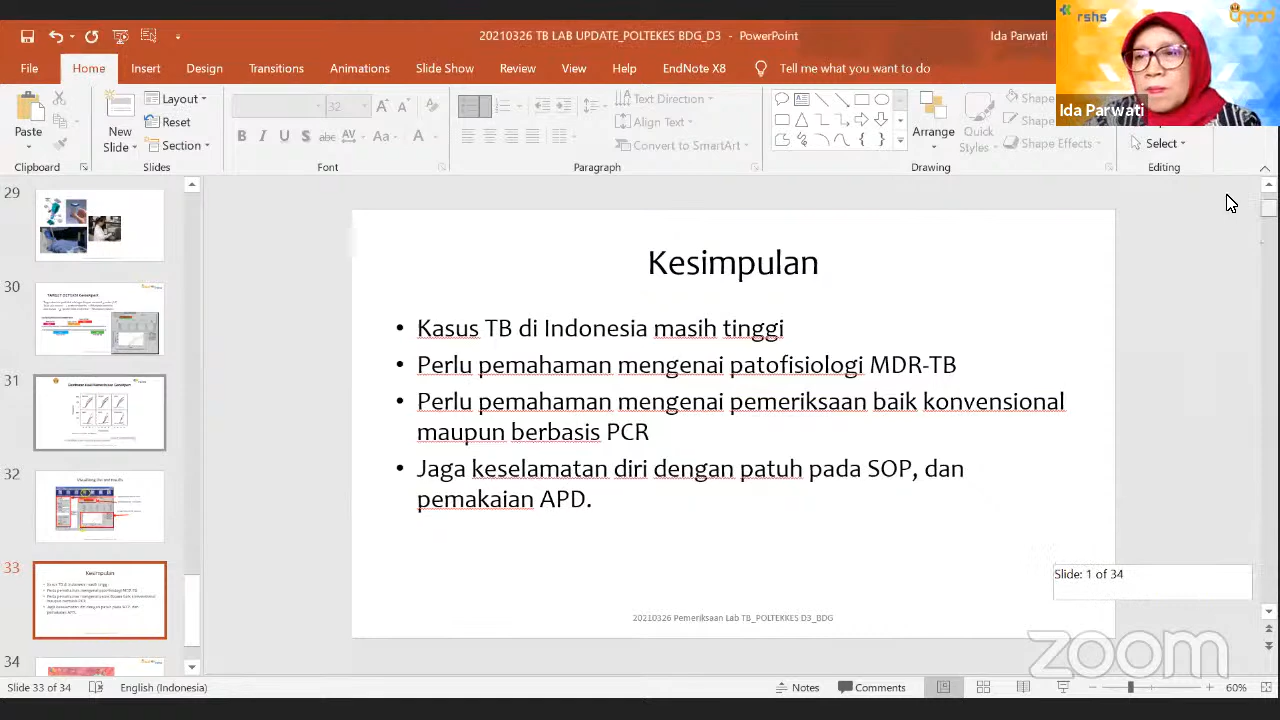 20210326 TB LAB UPDATE_POLTEKES BDG_D3 - PowerPoint
Ida Parwati
rshs
unpad
Ida Parwati
File Home Insert Design Transitions Animations Slide Show Review View Help EndNote X8 Tell me what you want to do
Paste
New
Slide
Layout
Reset
Section
32
Text Direction
Align Text
Convert to SmartArt
Arrange
Quick
Styles
Shape
Shape
Shape Effects
Select
Clipboard Slides Font Paragraph Drawing Editing
29
30
31
32
33
34
Kesimpulan
• Kasus TB di Indonesia masih tinggi
• Perlu pemahaman mengenai patofisiologi MDR-TB
• Perlu pemahaman mengenai pemeriksaan baik konvensional
maupun berbasis PCR
• Jaga keselamatan diri dengan patuh pada SOP, dan
pemakaian APD.
Slide: 1 of 34
20210326 Pemeriksaan Lab TB_POLTEKKES D3_BDG
zoom
Slide 33 of 34 English (Indonesia) Notes Comments 60%